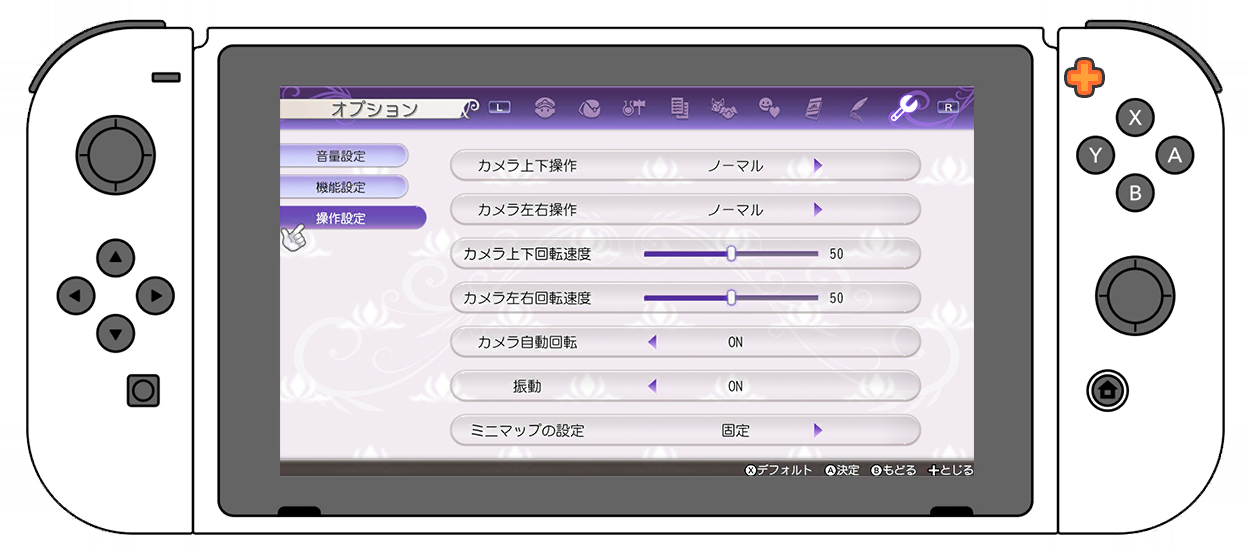 オプション
L
R
X
Y
A
B
音量設定
機能設定
操作設定
カメラ上下操作 ノーマル
カメラ左右操作 ノーマル
カメラ上下回転速度 50
カメラ左右回転速度 50
カメラ自動回転 ON
振動 ON
ミニマップの設定 固定
Xデフォルト A決定 Bもどる +とじる